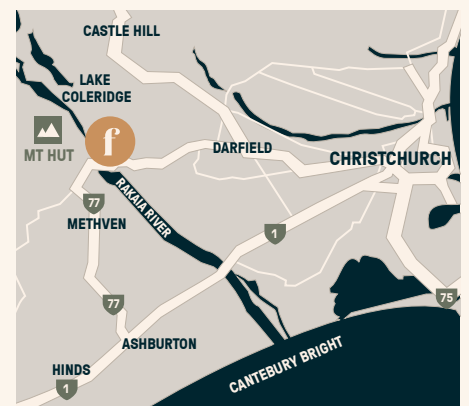 CASTLE HILL
LAKE
COLERIDGE
f
MT HUT
DARFIELD
CHRISTCHURCH
RAKAIA RIVER
77
METHVEN
1
75
77
ASHBURTON
CANTEBURY BRIGHT
HINDS
1